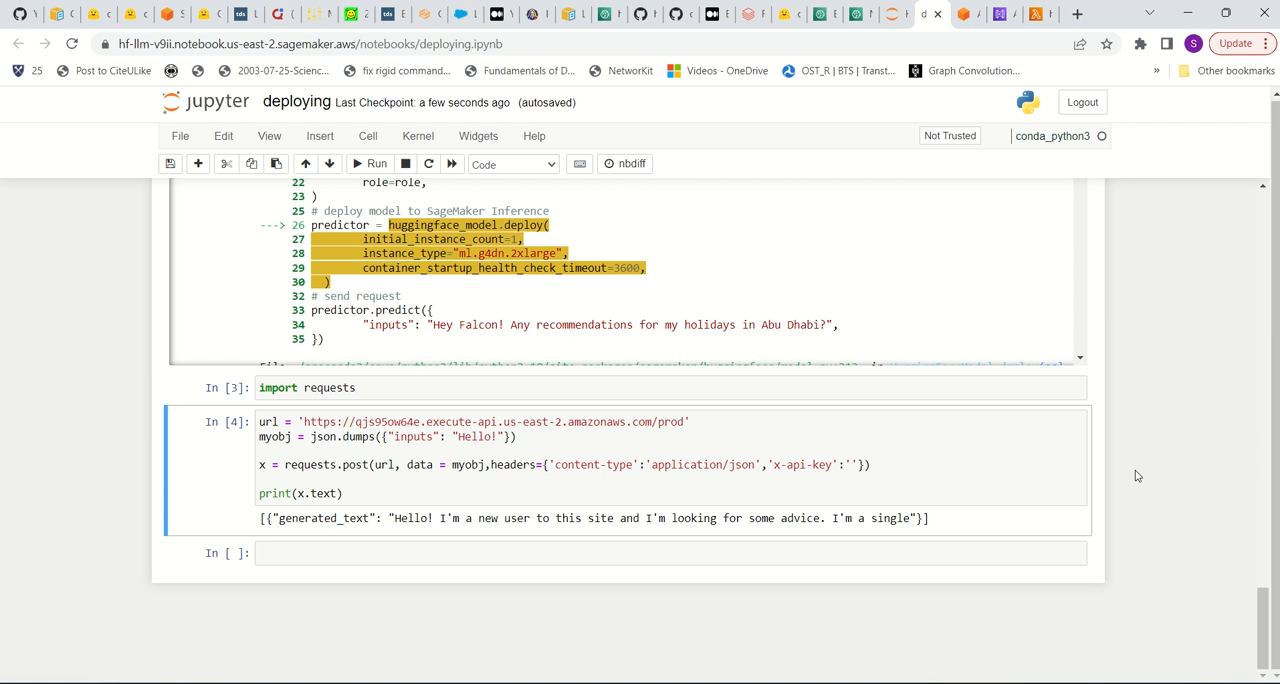 hf-llm-v9ii.notebook.us-east-2.sagemaker.aws/notebooks/deploying.ipynb
Update
25 Post to CiteULike 2003-07-25-Scienc... fix rigid command... Fundamentals of D... NetworKit Videos - OneDrive OST_R | BTS | Transt... Graph Convolution... » Other bookmarks
jupyter deploying Last Checkpoint: a few seconds ago (autosaved) Logout
File Edit View Insert Cell Kernel Widgets Help Not Trusted conda_python3
Run Code nbdiff
22 role=role,
23 )
25 # deploy model to SageMaker Inference
---> 26 predictor = huggingface_model.deploy(
27 initial_instance_count=1,
28 instance_type="ml.g4dn.2xlarge",
29 container_startup_health_check_timeout=3600,
30 )
32 # send request
33 predictor.predict({
34 "inputs": "Hey Falcon! Any recommendations for my holidays in Abu Dhabi?",
35 })
In [3]: import requests
In [4]: url = 'https://qjs95ow64e.execute-api.us-east-2.amazonaws.com/prod'
myobj = json.dumps({"inputs": "Hello!"})
x = requests.post(url, data = myobj,headers={'content-type':'application/json','x-api-key':''})
print(x.text)
[{"generated_text": "Hello! I'm a new user to this site and I'm looking for some advice. I'm a single"}]
In [ ]: